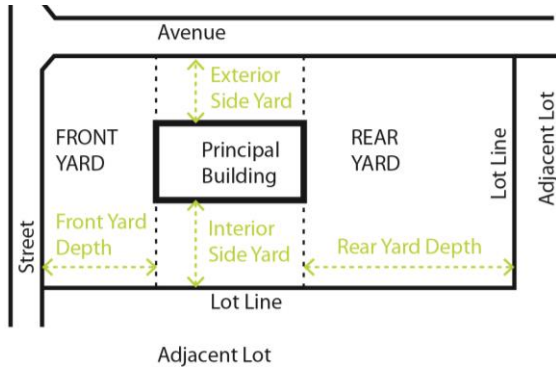 Avenue
Exterior
Side Yard
FRONT
YARD
Principal
Building
REAR
YARD
Lot Line
Adjacent Lot
Street
Front Yard
Depth
Interior
Side Yard
Rear Yard Depth
Lot Line
Adjacent Lot